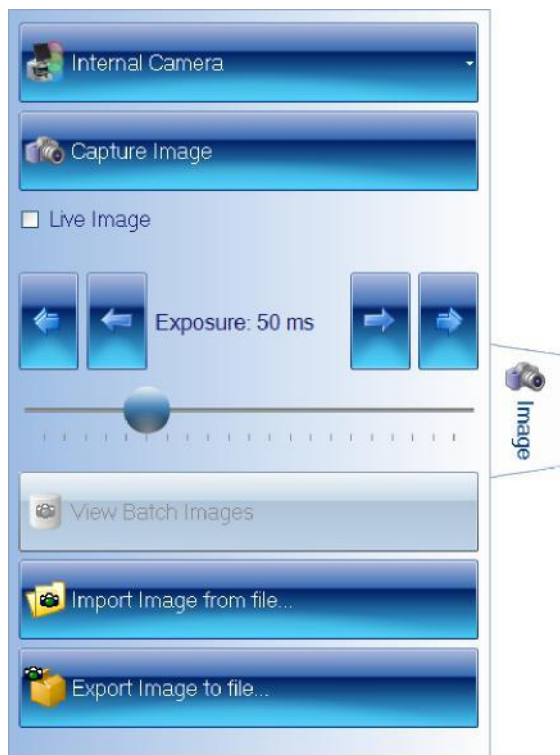 Internal Camera
Capture Image
Live Image
Exposure: 50 ms
Image
View Batch Images
Import Image from file...
Export Image to file...